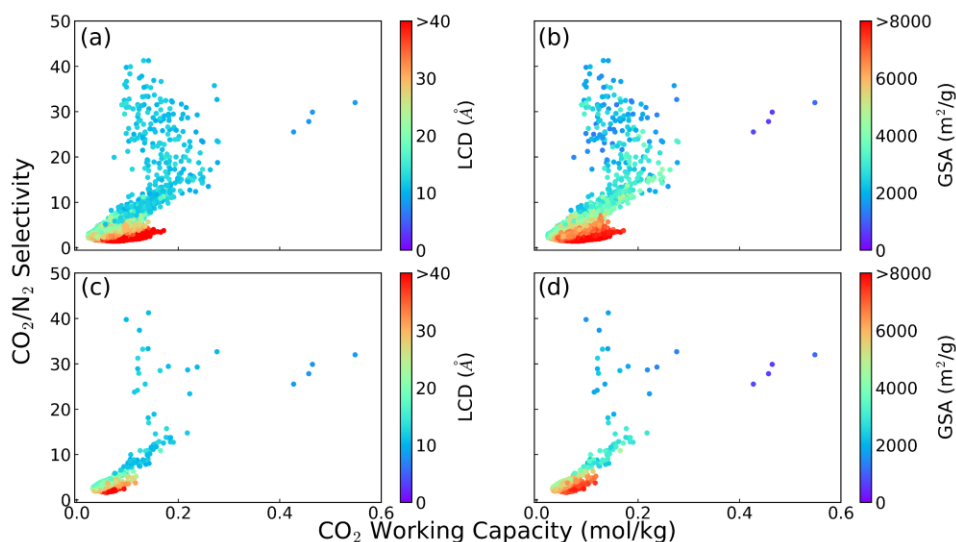 (a)
50
40
30
20
10
0
>40
30
20
10
0
LCD (Å)
(b)
>8000
6000
4000
2000
0
GSA (m²/g)
CO₂/N₂ Selectivity
(c)
50
40
30
20
10
0
0.0 0.2 0.4 0.6
>40
30
20
10
0
LCD (Å)
(d)
0.0 0.2 0.4 0.6
>8000
6000
4000
2000
0
GSA (m²/g)
CO₂ Working Capacity (mol/kg)